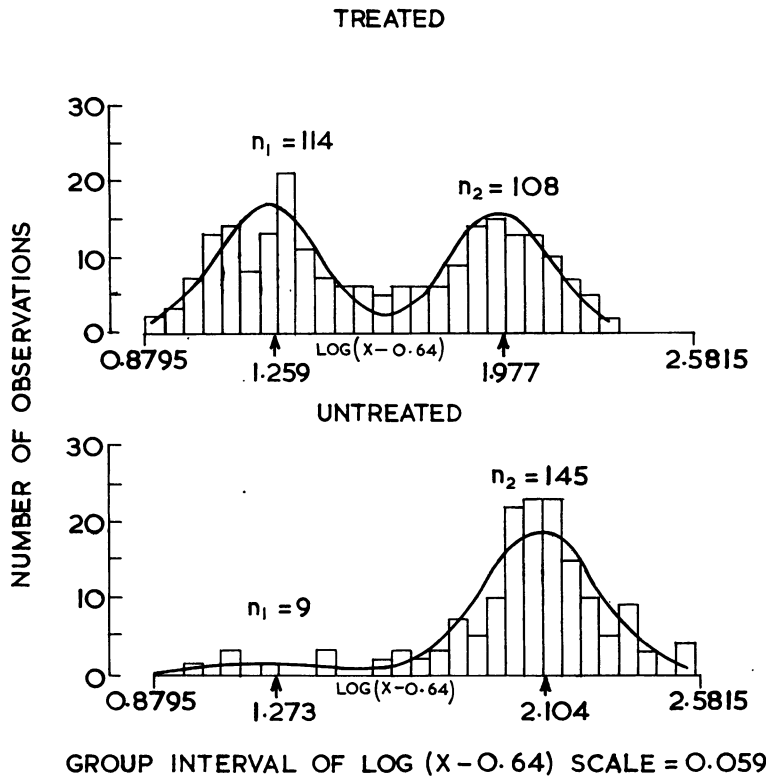 TREATED
NUMBER OF OBSERVATIONS
30
20
10
0
n₁ = 114
n₂ = 108
0·8795
1·259
LOG(X-0·64)
1·977
2·5815
UNTREATED
30
20
10
0
n₁ = 9
n₂ = 145
0·8795
1·273
LOG(X-0·64)
2·104
2·5815
GROUP INTERVAL OF LOG (X-0·64) SCALE = 0·059